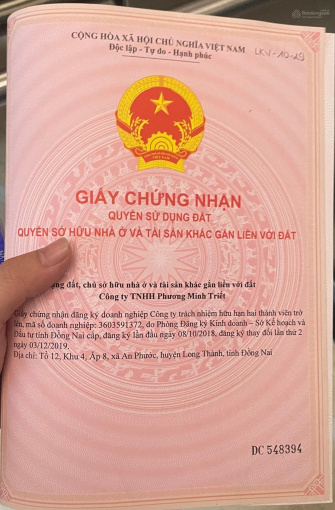 CỘNG HÒA XÃ HỘI CHỦ NGHĨA VIỆT NAM
Độc lập - Tự do - Hạnh phúc
LKV-10-29
GIẤY CHỨNG NHẬN
QUYỀN SỬ DỤNG ĐẤT
QUYỀN SỞ HỮU NHÀ Ở VÀ TÀI SẢN KHÁC GẮN LIỀN VỚI ĐẤT
đất, chủ sở hữu nhà ở và tài sản khác gắn liền với đất
Công ty TNHH Phương Minh Triết
Giấy chứng nhận đăng ký doanh nghiệp Công ty trách nhiệm hữu hạn hai thành viên trở
lên, mã số doanh nghiệp: 3603591372, do Phòng Đăng Ký Kinh doanh – Sở Kế hoạch và
Đầu tư tỉnh Đồng Nai cấp, đăng ký lần đầu ngày 08/10/2018, đăng ký thay đổi lần thứ 2
ngày 03/12/2019.
Địa chỉ: Tổ 12, Khu 4, Ấp 8, xã An Phước, huyện Long Thành, tỉnh Đồng Nai
DC 548394